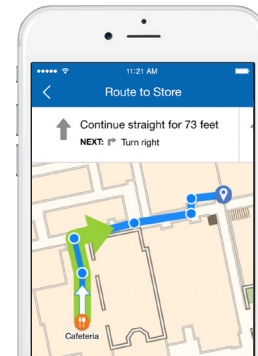 11:21 AM
Route to Store
Continue straight for 73 feet
NEXT: Turn right
Cafeteria